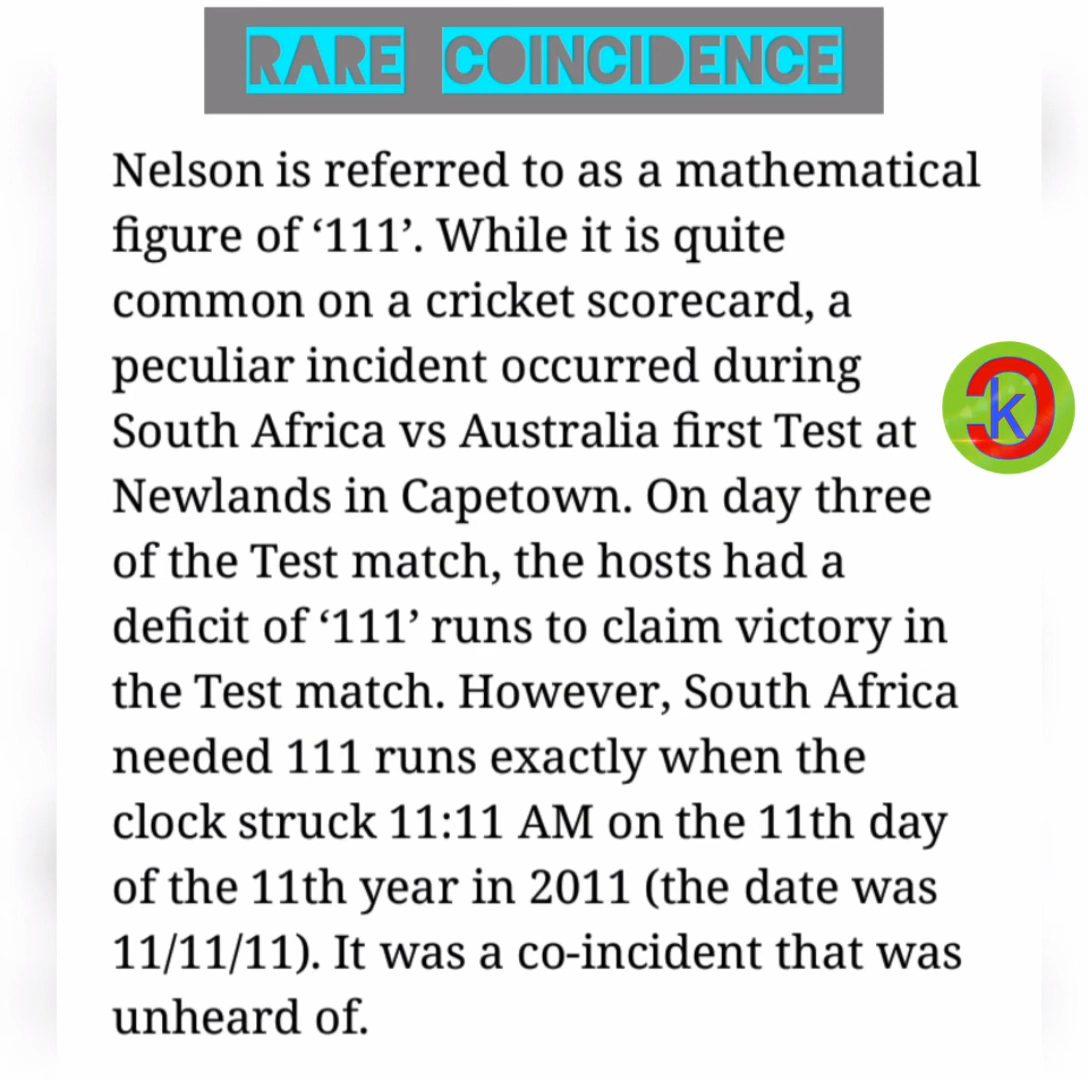 RARE COINCIDENCE
Nelson is referred to as a mathematical
figure of ‘111’. While it is quite
common on a cricket scorecard, a
peculiar incident occurred during
South Africa vs Australia first Test at
Newlands in Capetown. On day three
of the Test match, the hosts had a
deficit of ‘111’ runs to claim victory in
the Test match. However, South Africa
needed 111 runs exactly when the
clock struck 11:11 AM on the 11th day
of the 11th year in 2011 (the date was
11/11/11). It was a co-incident that was
unheard of.
k